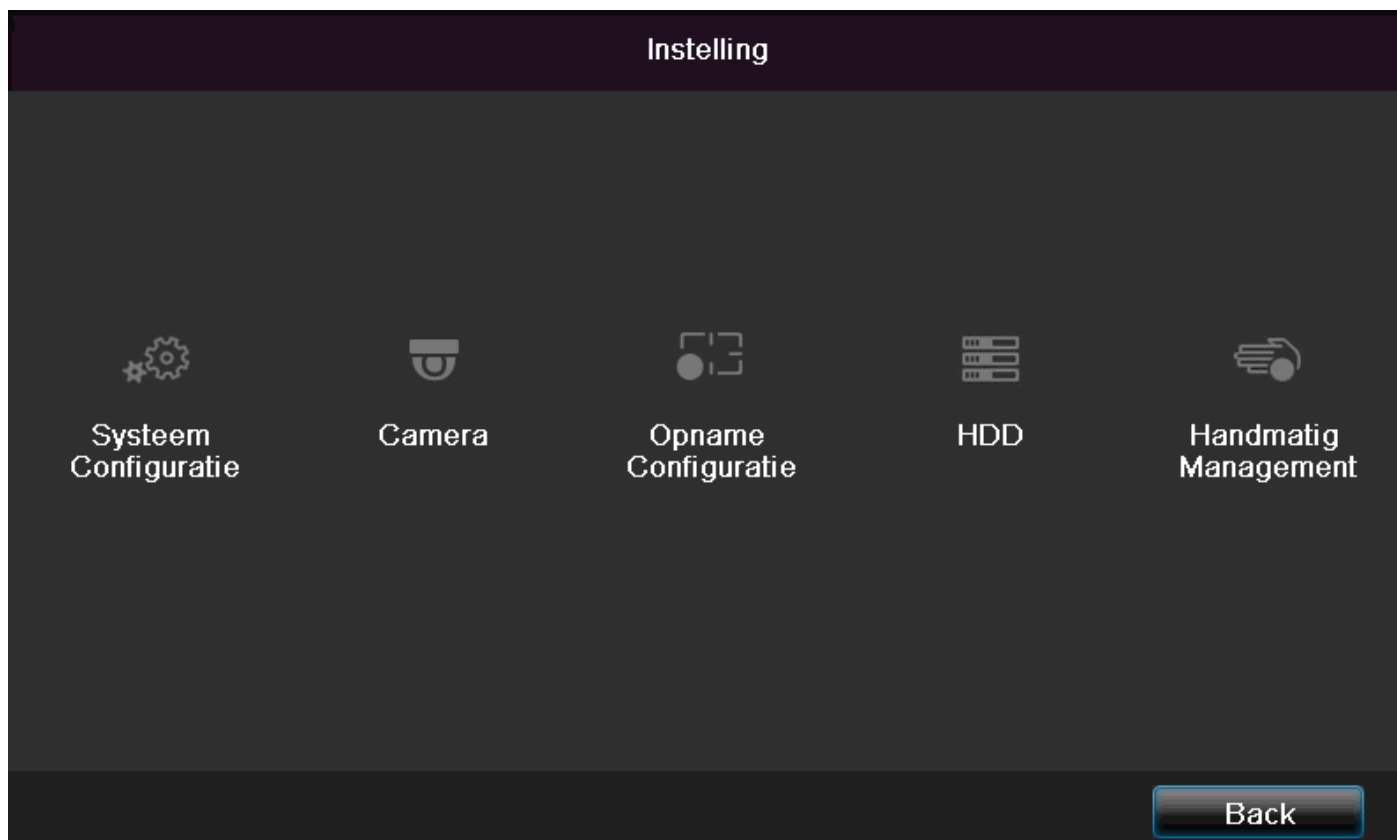 Instelling
Systeem
Configuratie
Camera
Opname
Configuratie
HDD
Handmatig
Management
Back